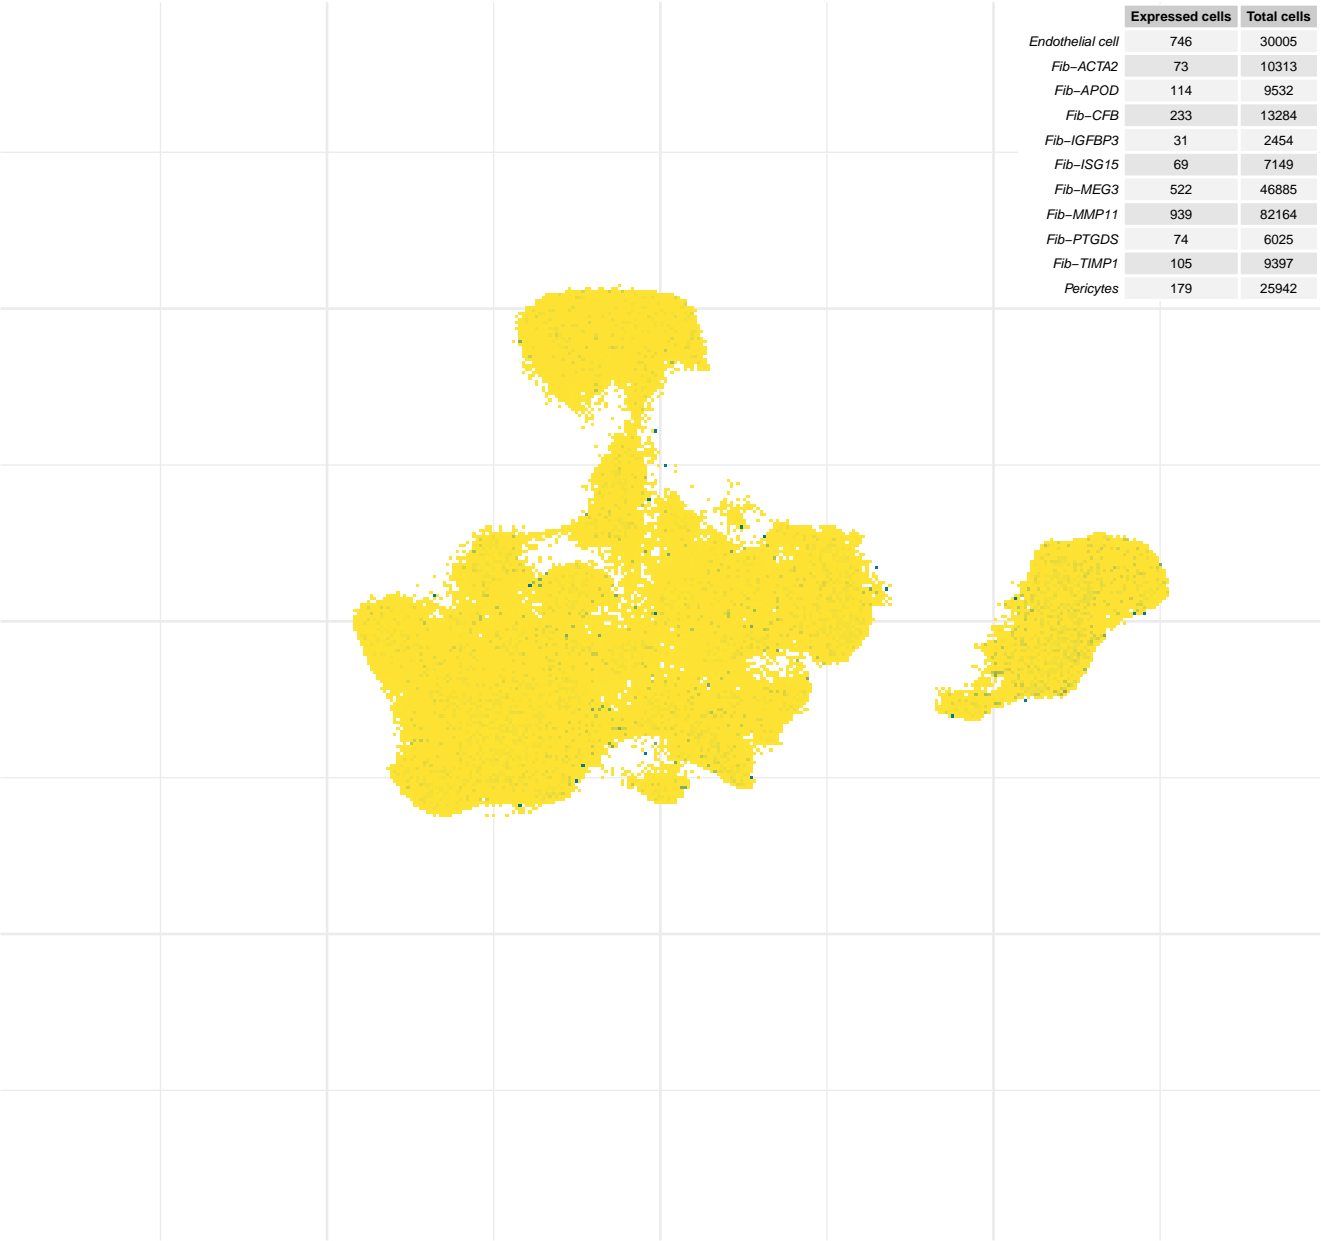 Expressed cells Total cells
Endothelial cell 746 30005
Fib−ACTA2 73 10313
Fib−APOD 114 9532
Fib−CFB 233 13284
Fib−IGFBP3 31 2454
Fib−ISG15 69 7149
Fib−MEG3 522 46885
Fib−MMP11 939 82164
Fib−PTGDS 74 6025
Fib−TIMP1 105 9397
Pericytes 179 25942